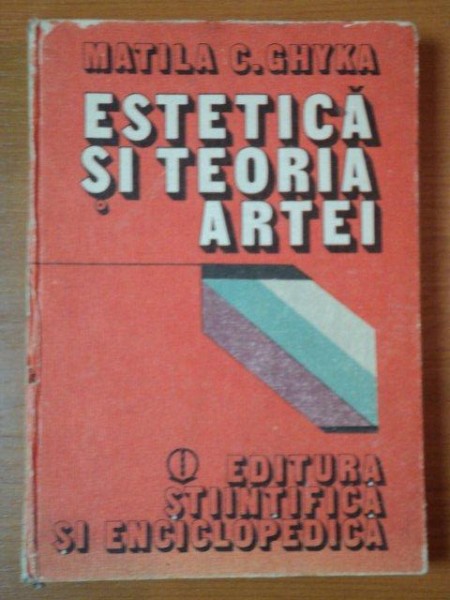 MATILA C. GHYKA
ESTETICĂ
ȘI TEORIA
ARTEI
EDITURA
ȘTIINȚIFICĂ
ȘI ENCICLOPEDICĂ